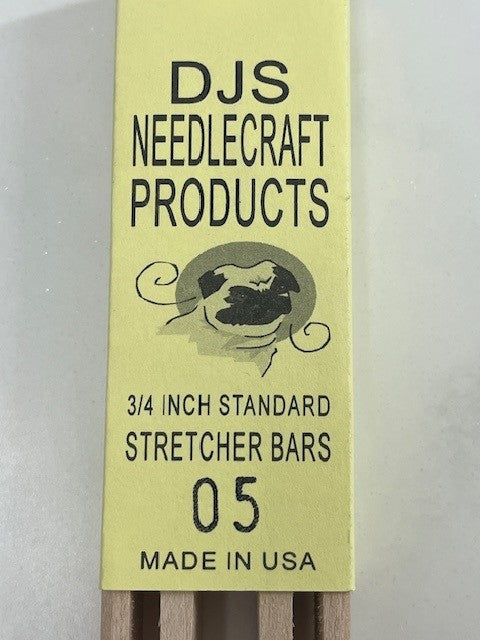 DJS
NEEDLECRAFT
PRODUCTS
3/4 INCH STANDARD
STRETCHER BARS
05
MADE IN USA